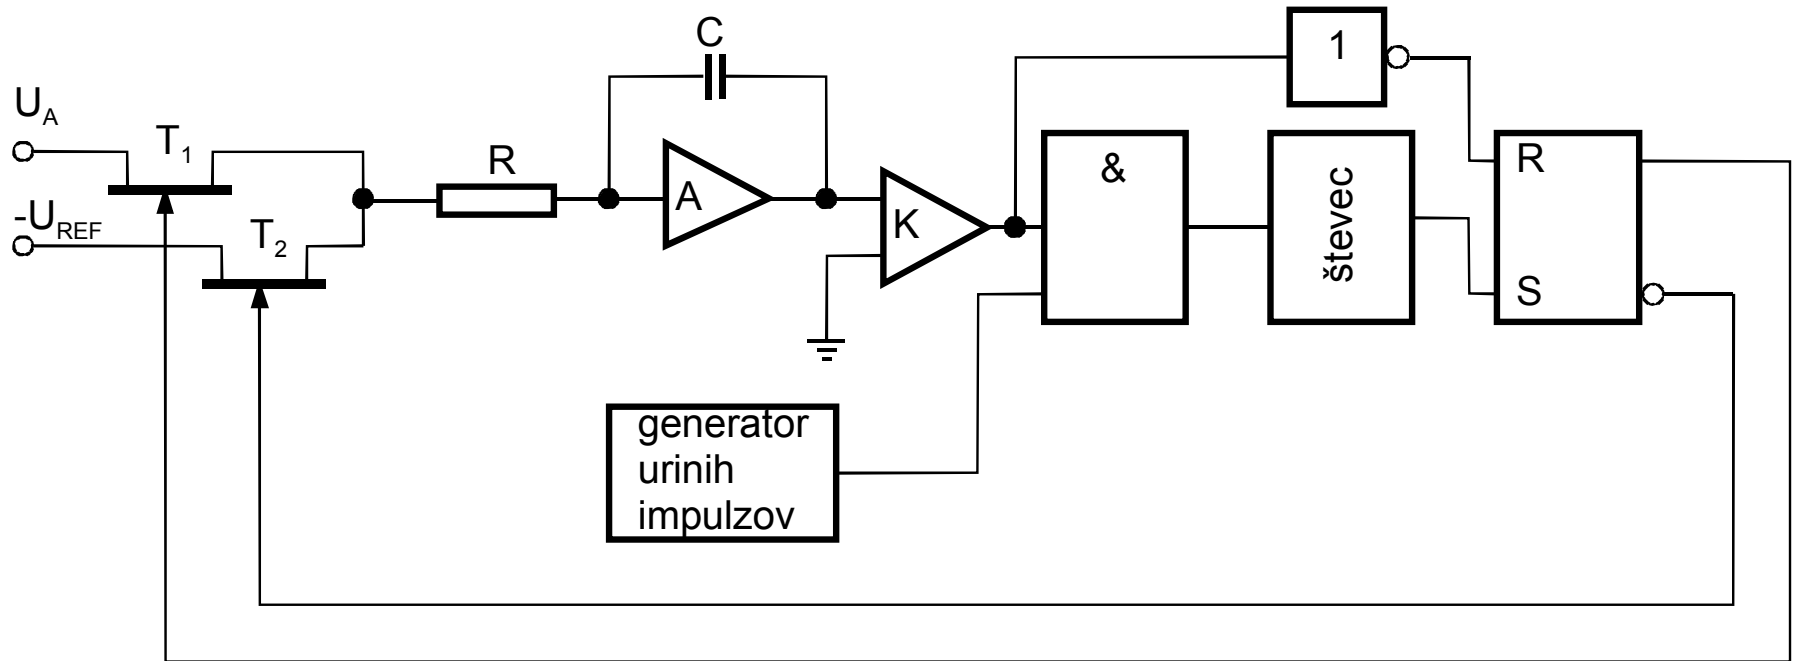 C
1
U_A
T_1
R
&
R
A
števec
-U_REF
T_2
K
S
generator
urinih
impulzov